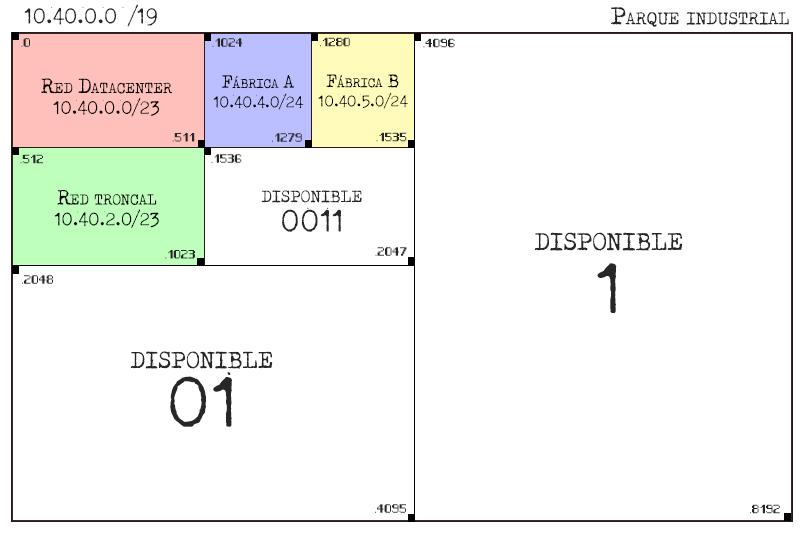 10.40.0.0 /19
PARQUE INDUSTRIAL
.0
RED DATACENTER
10.40.0.0/23
.511
.1024
FÁBRICA A
10.40.4.0/24
.1279
.1280
FÁBRICA B
10.40.5.0/24
.1535
.4096
DISPONIBLE
1
.8192
.512
RED TRONCAL
10.40.2.0/23
.1023
.1536
DISPONIBLE
0011
.2047
.2048
DISPONIBLE
01
.4095